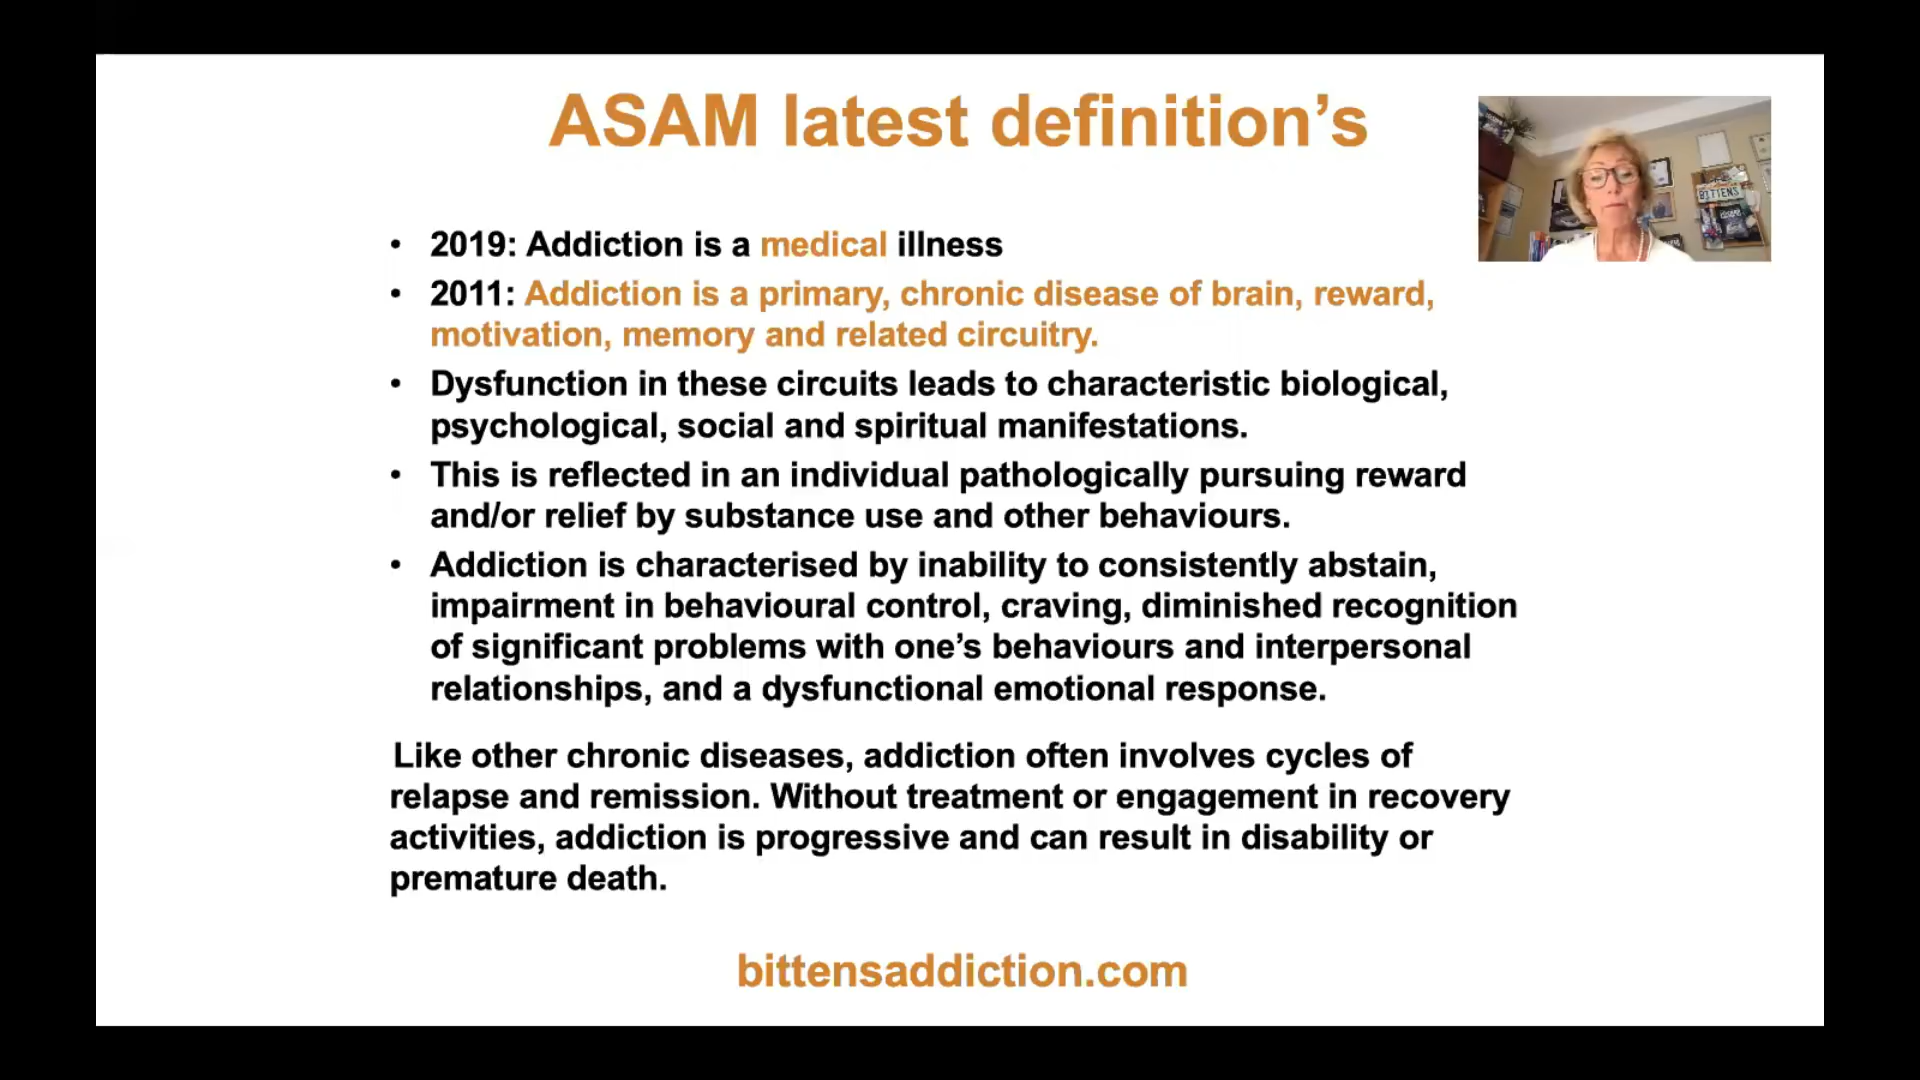 ASAM latest definition’s
• 2019: Addiction is a medical illness
• 2011: Addiction is a primary, chronic disease of brain, reward,
motivation, memory and related circuitry.
• Dysfunction in these circuits leads to characteristic biological,
psychological, social and spiritual manifestations.
• This is reflected in an individual pathologically pursuing reward
and/or relief by substance use and other behaviours.
• Addiction is characterised by inability to consistently abstain,
impairment in behavioural control, craving, diminished recognition
of significant problems with one’s behaviours and interpersonal
relationships, and a dysfunctional emotional response.
Like other chronic diseases, addiction often involves cycles of
relapse and remission. Without treatment or engagement in recovery
activities, addiction is progressive and can result in disability or
premature death.
bittensaddiction.com
BITTENS